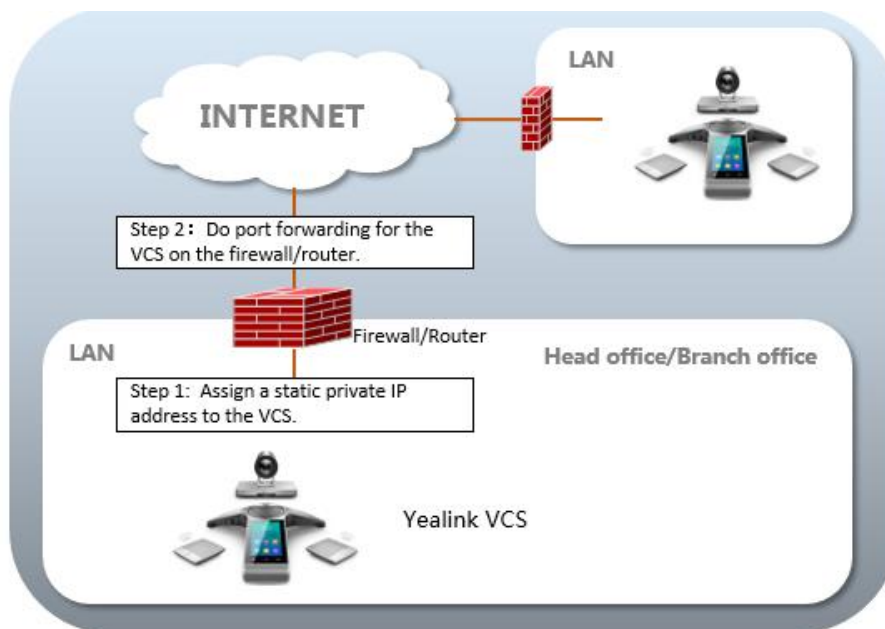 LAN
INTERNET
Step 2：Do port forwarding for the
VCS on the firewall/router.
Firewall/Router
LAN
Head office/Branch office
Step 1:  Assign a static private IP
address to the VCS.
Yealink VCS